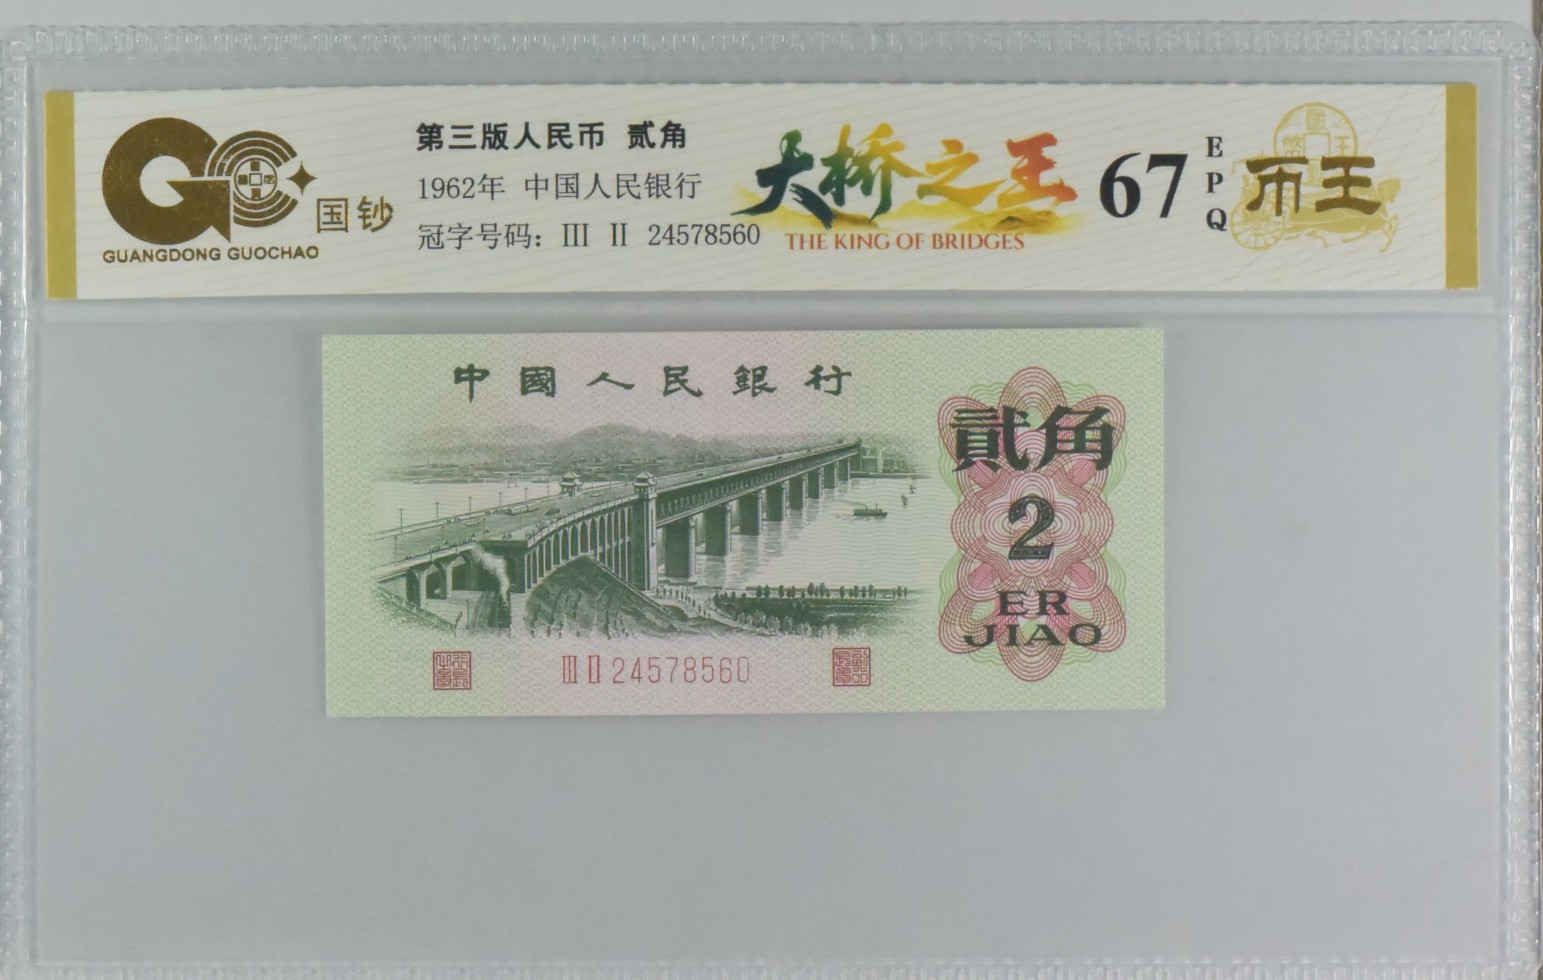 国钞
GUANGDONG GUOCHAO
第三版人民币 贰角
1962年 中国人民银行
冠字号码：III II 24578560
大桥之王
THE KING OF BRIDGES
67
EPQ
币王
中國人民銀行
貳角
2
ER
JIAO
III II 24578560